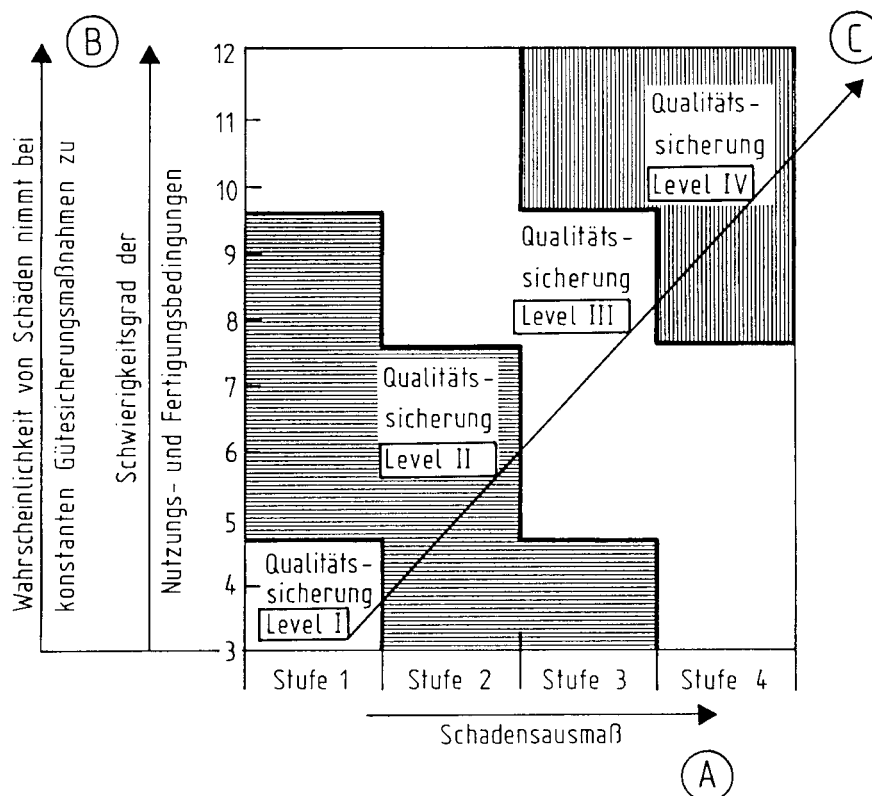 B
C
Wahrscheinlichkeit von Schäden nimmt bei
konstanten Gütesicherungsmaßnahmen zu
Schwierigkeitsgrad der
Nutzungs- und Fertigungsbedingungen
12
11
10
9
8
7
6
5
4
3
Qualitäts-
sicherung
Level IV
Qualitäts-
sicherung
Level III
Qualitäts-
sicherung
Level II
Qualitäts-
sicherung
Level I
Stufe 1
Stufe 2
Stufe 3
Stufe 4
Schadensausmaß
A